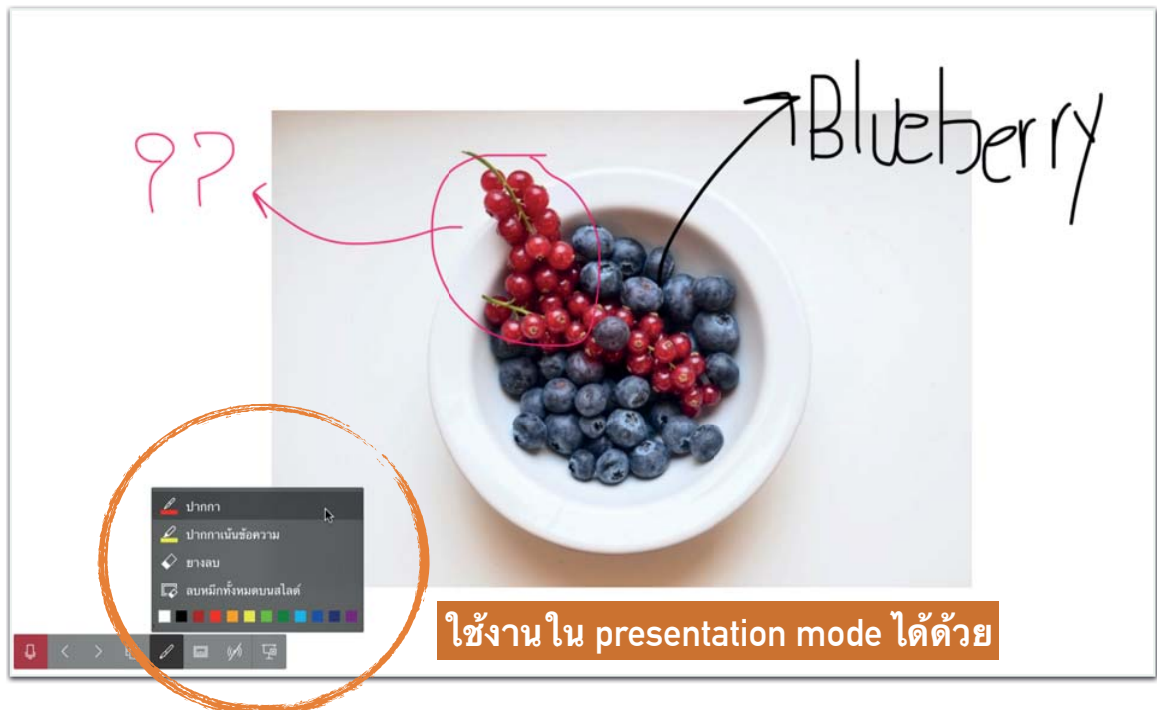 ??
Blueberry
ปากกา
ปากกาเน้นข้อความ
ยางลบ
ลบหมึกทั้งหมดบนสไลด์
ใช้งานใน presentation mode ได้ด้วย